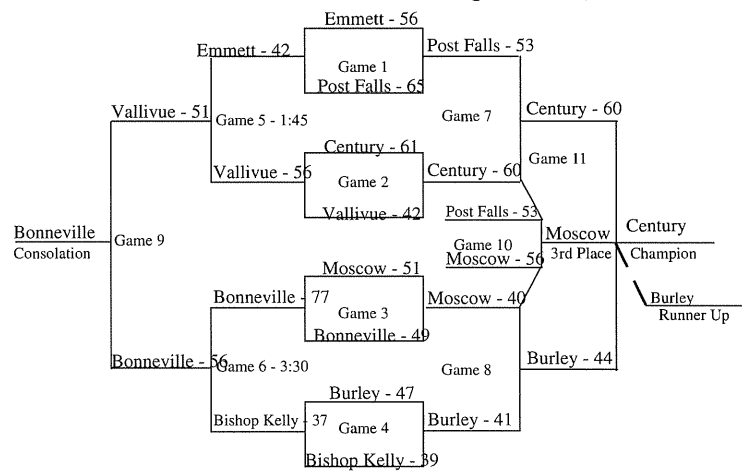 Emmett - 56
Emmett - 42
Post Falls - 53
Game 1
Post Falls - 65
Vallivue - 51
Game 5 - 1:45
Game 7
Century - 60
Century - 61
Game 11
Vallivue - 56
Game 2
Century - 60
Vallivue - 42
Post Falls - 53
Bonneville
Game 9
Consolation
Game 10
Moscow
Century
Moscow - 56
3rd Place
Champion
Moscow - 51
Bonneville - 77
Moscow - 40
Burley
Game 3
Runner Up
Bonneville - 49
Bonneville - 56
Game 6 - 3:30
Game 8
Burley - 44
Burley - 47
Bishop Kelly - 37
Game 4
Burley - 41
Bishop Kelly - 39